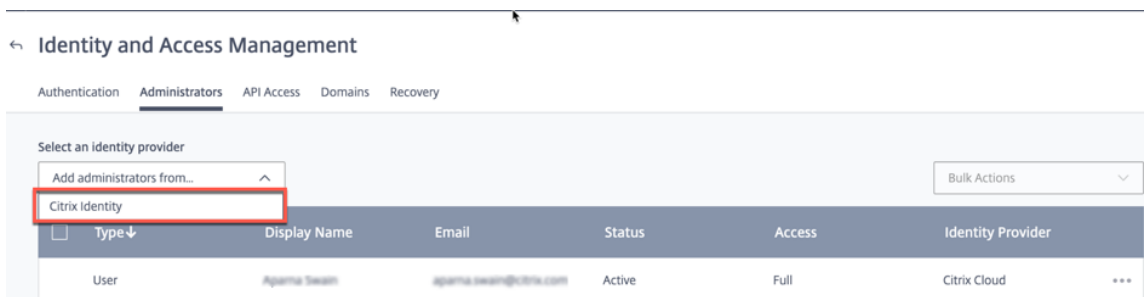 Identity and Access Management
Authentication Administrators API Access Domains Recovery
Select an identity provider
Add administrators from...
Bulk Actions
Citrix Identity
Type↓ Display Name Email Status Access Identity Provider
User Active Full Citrix Cloud